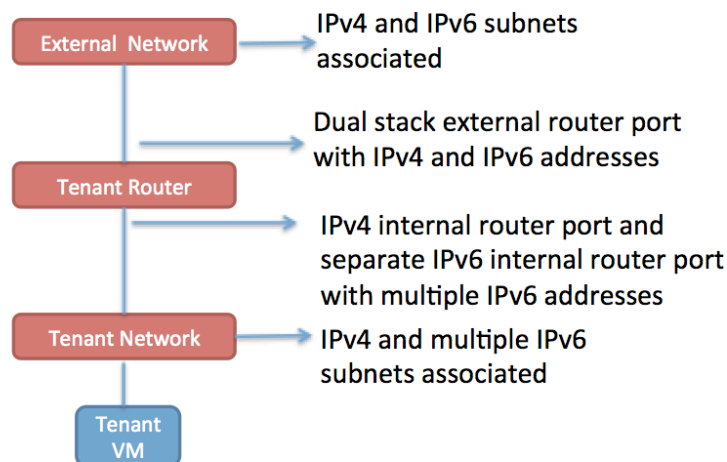 External Network
IPv4 and IPv6 subnets
associated
Dual stack external router port
with IPv4 and IPv6 addresses
Tenant Router
IPv4 internal router port and
separate IPv6 internal router port
with multiple IPv6 addresses
Tenant Network
IPv4 and multiple IPv6
subnets associated
Tenant
VM